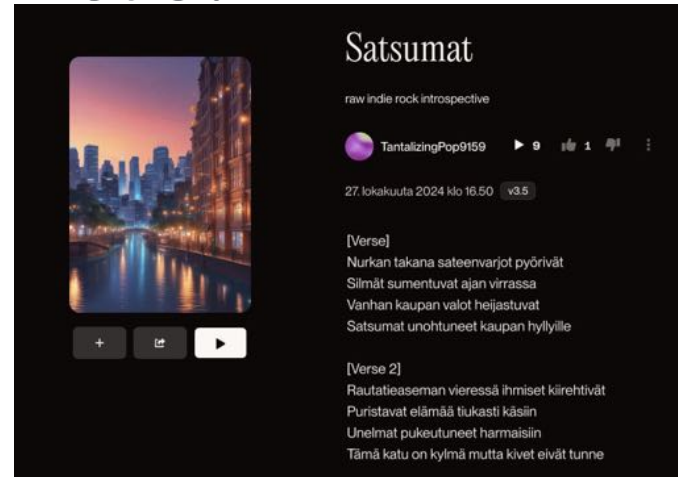 Satsumat
raw indie rock introspective
TantalizingPop9159 9 1
27. lokakuuta 2024 klo 16.50 v3.5
[Verse]
Nurkan takana sateenvarjot pyörivät
Silmät sumentuvat ajan virrassa
Vanhan kaupan valot heijastuvat
Satsumat unohtuneet kaupan hyllyille
[Verse 2]
Rautatieaseman vieressä ihmiset kiirehtivät
Puristavat elämää tiukasti käsiin
Unelmat pukeutuneet harmaisiin
Tämä katu on kylmä mutta kivet eivät tunne